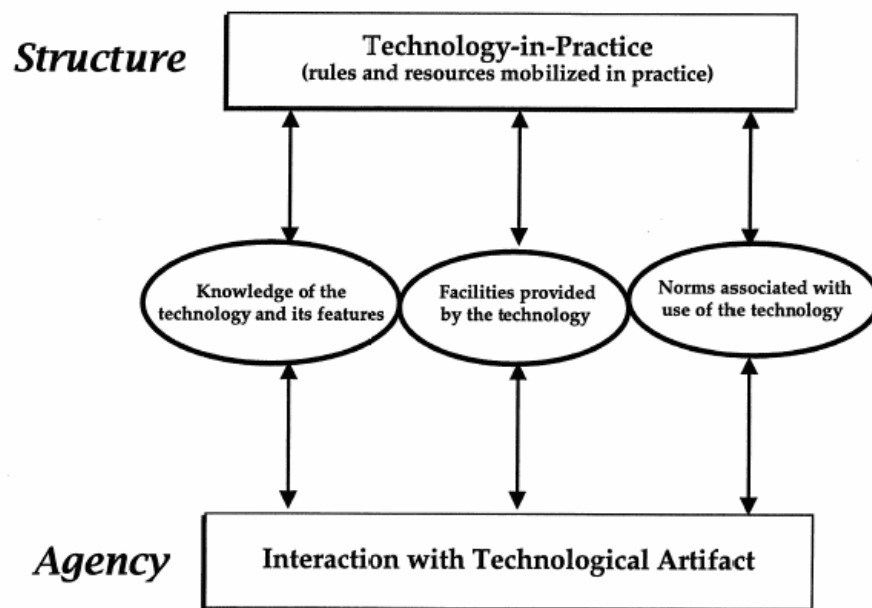 Structure
Technology-in-Practice
(rules and resources mobilized in practice)
Knowledge of the
technology and its features
Facilities provided
by the technology
Norms associated with
use of the technology
Agency
Interaction with Technological Artifact